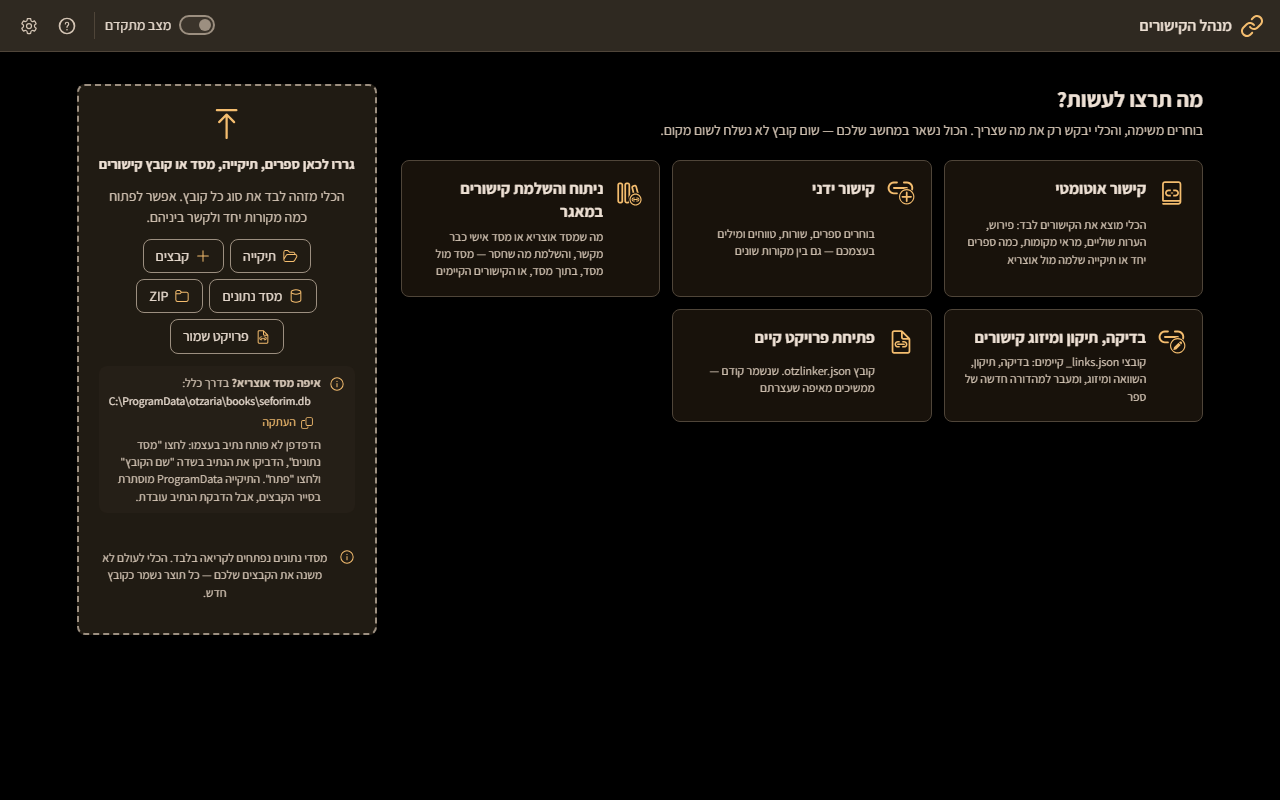 מנהל הקישורים
מצב מתקדם
מה תרצו לעשות?
בוחרים משימה, והכלי יבקש רק את מה שצריך. הכול נשאר במחשב שלכם — שום קובץ לא נשלח לשום מקום.
קישור אוטומטי
הכלי מוצא את הקישורים לבד: פירוש,
הערות שוליים, מראי מקומות, כמה ספרים
יחד או תיקייה שלמה מול אוצריא
קישור ידני
בוחרים ספרים, שורות, טווחים ומילים
בעצמכם — גם בין מקורות שונים
ניתוח והשלמת קישורים
במאגר
מה שמסד אוצריא או מסד אישי כבר
מקשר, והשלמת מה שחסר — מסד מול
מסד, בתוך מסד, או הקישורים הקיימים
בדיקה, תיקון ומיזוג קישורים
קובצי links.json_ קיימים: בדיקה, תיקון,
השוואה ומיזוג, ומעבר למהדורה חדשה של
ספר
פתיחת פרויקט קיים
קובץ otzlinker.json. שנשמר קודם —
ממשיכים מאיפה שעצרתם
גררו לכאן ספרים, תיקייה, מסד או קובץ קישורים
הכלי מזהה לבד את סוג כל קובץ. אפשר לפתוח
כמה מקורות יחד ולקשר ביניהם.
תיקייה
קבצים
מסד נתונים
ZIP
פרויקט שמור
איפה מסד אוצריא? בדרך כלל:
C:\ProgramData\otzaria\books\seforim.db
העתקה
הדפדפן לא פותח נתיב בעצמו: לחצו "מסד
נתונים", הדביקו את הנתיב בשדה "שם הקובץ"
ולחצו "פתח". התיקייה ProgramData מוסתרת
בסייר הקבצים, אבל הדבקת הנתיב עובדת.
מסדי נתונים נפתחים לקריאה בלבד. הכלי לעולם לא
משנה את הקבצים שלכם — כל תוצר נשמר כקובץ
חדש.